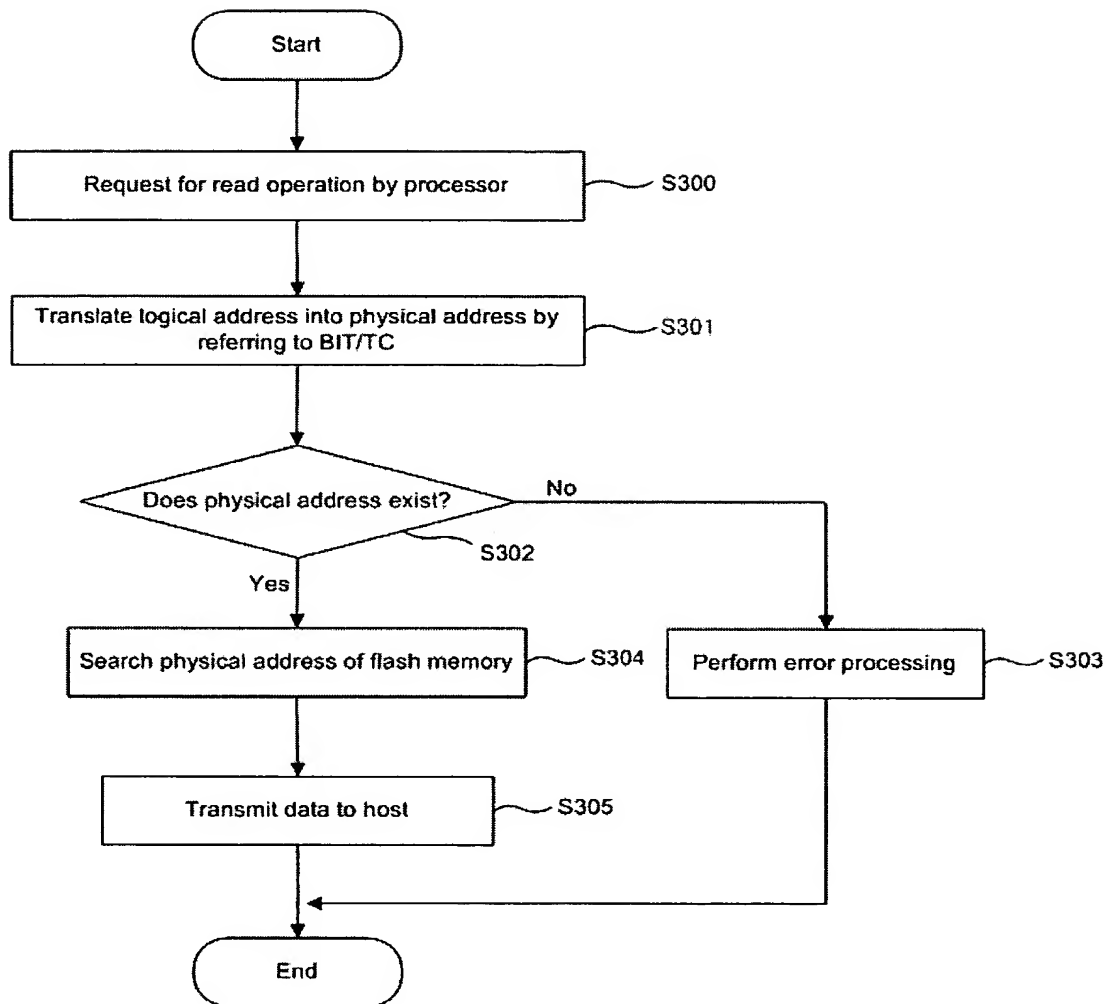 Start
Request for read operation by processor
S300
Translate logical address into physical address by
referring to BIT/TC
S301
Does physical address exist?
No
S302
Yes
Search physical address of flash memory
S304
Perform error processing
S303
Transmit data to host
S305
End